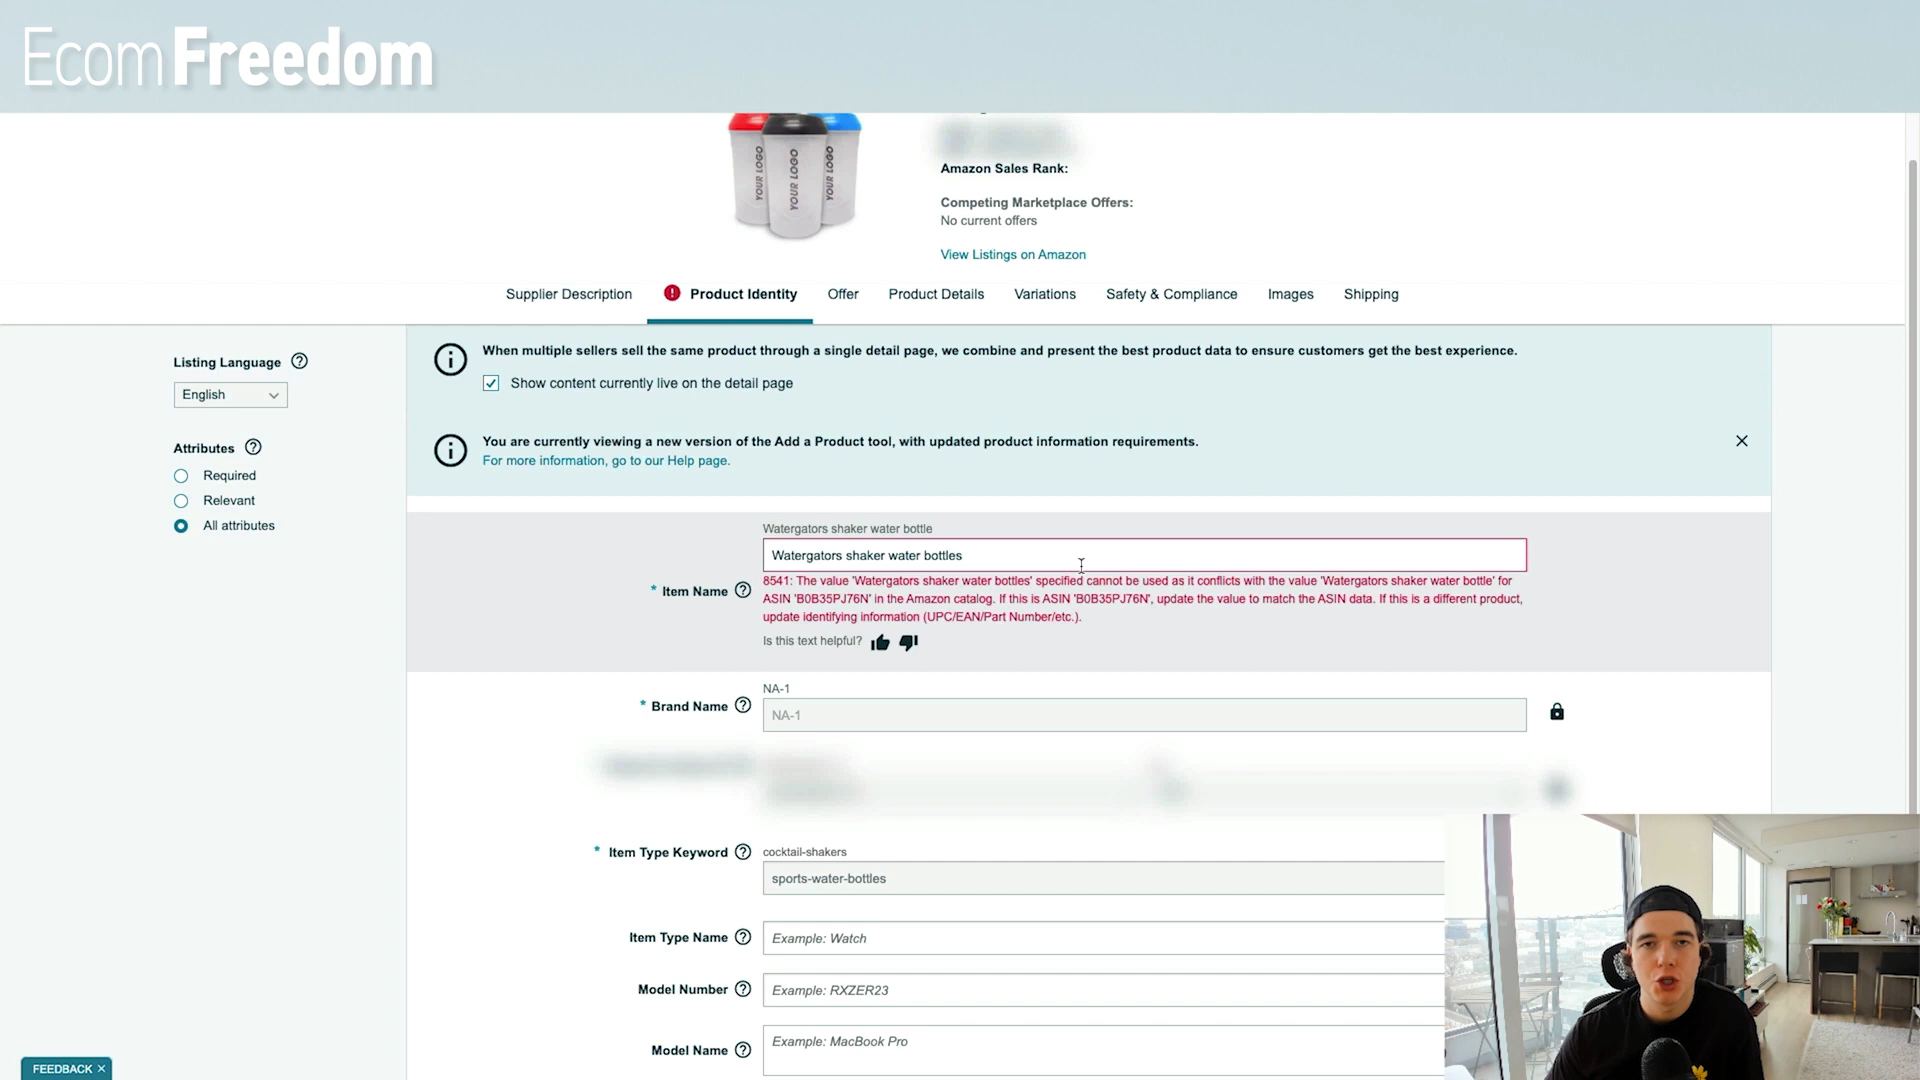 Ecom Freedom
YOUR LOGO
YOUR LOGO
YOUR LOGO
Amazon Sales Rank:
Competing Marketplace Offers:
No current offers
View Listings on Amazon
Supplier Description
Product Identity
Offer
Product Details
Variations
Safety & Compliance
Images
Shipping
Listing Language
English
Attributes
Required
Relevant
All attributes
When multiple sellers sell the same product through a single detail page, we combine and present the best product data to ensure customers get the best experience.
Show content currently live on the detail page
You are currently viewing a new version of the Add a Product tool, with updated product information requirements.
For more information, go to our Help page.
Watergators shaker water bottle
* Item Name
Watergators shaker water bottles
8541: The value 'Watergators shaker water bottles' specified cannot be used as it conflicts with the value 'Watergators shaker water bottle' for
ASIN 'B0B35PJ76N' in the Amazon catalog. If this is ASIN 'B0B35PJ76N', update the value to match the ASIN data. If this is a different product,
update identifying information (UPC/EAN/Part Number/etc.).
Is this text helpful?
NA-1
* Brand Name
NA-1
* Item Type Keyword
cocktail-shakers
sports-water-bottles
Item Type Name
Example: Watch
Model Number
Example: RXZER23
Model Name
Example: MacBook Pro
FEEDBACK